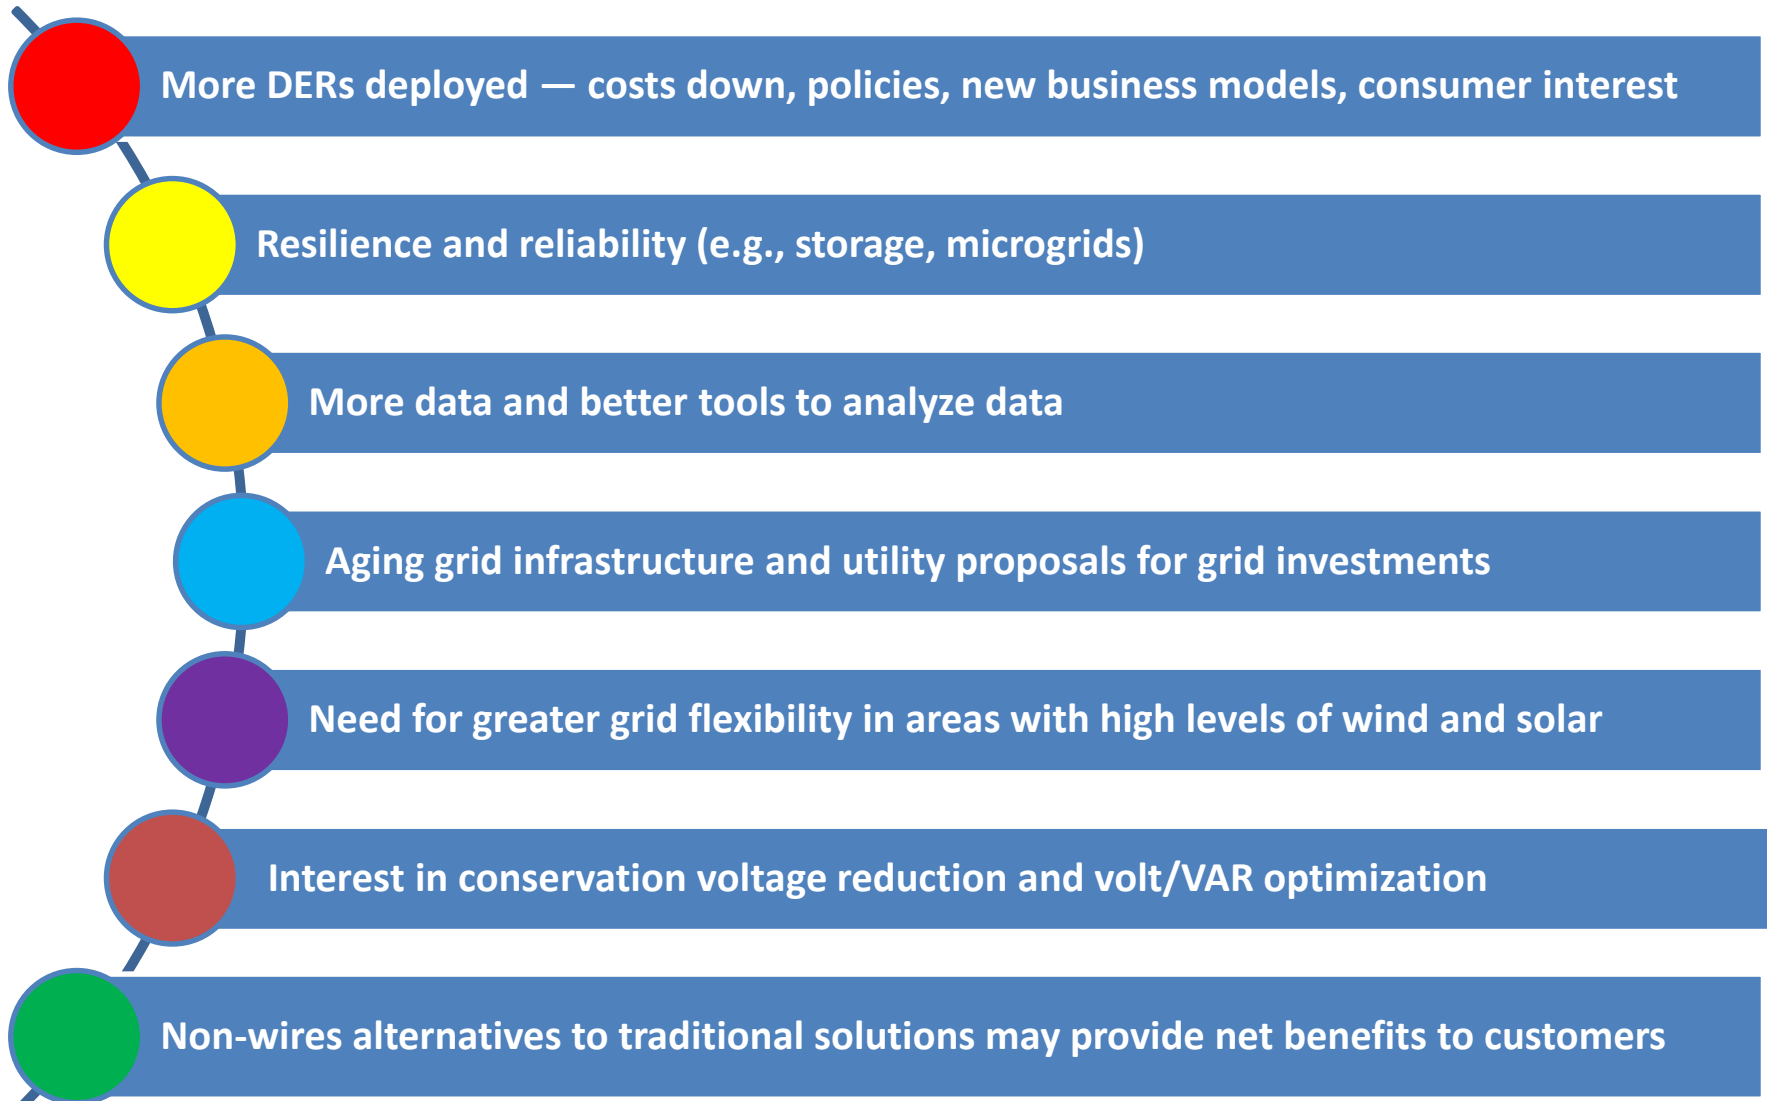 More DERs deployed — costs down, policies, new business models, consumer interest
Resilience and reliability (e.g., storage, microgrids)
More data and better tools to analyze data
Aging grid infrastructure and utility proposals for grid investments
Need for greater grid flexibility in areas with high levels of wind and solar
Interest in conservation voltage reduction and volt/VAR optimization
Non-wires alternatives to traditional solutions may provide net benefits to customers